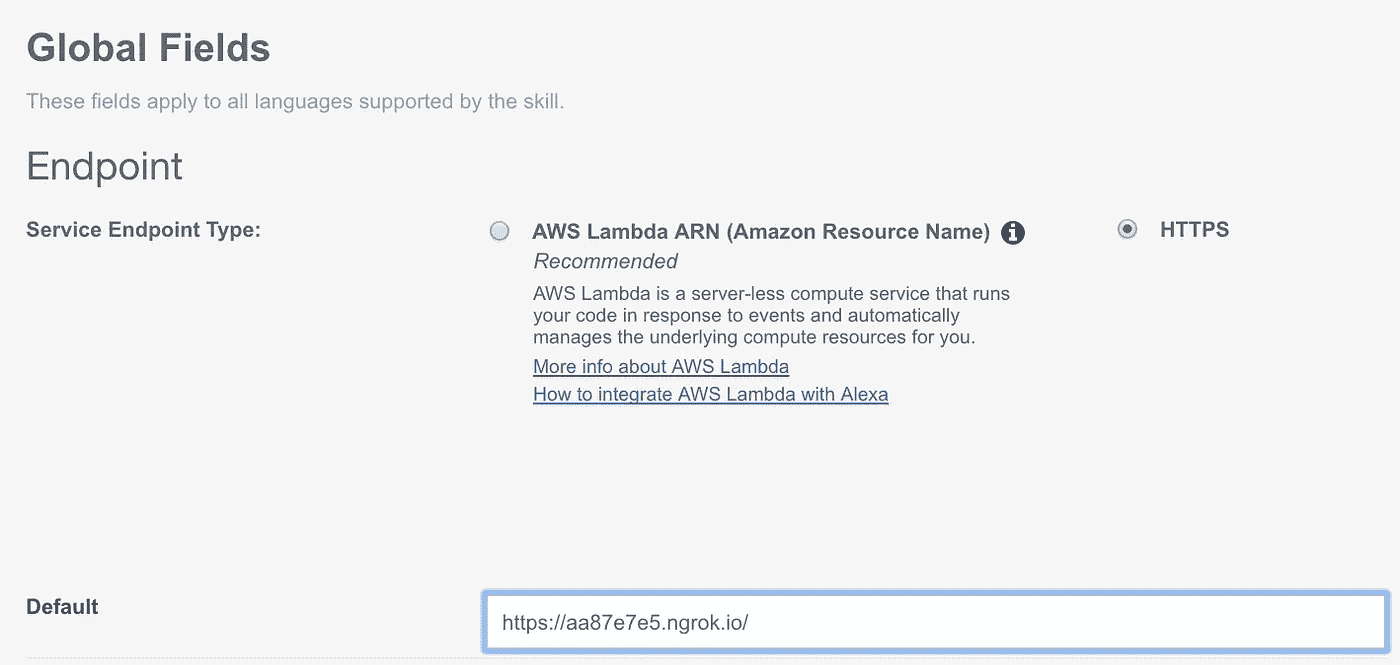 Global Fields
These fields apply to all languages supported by the skill.
Endpoint
Service Endpoint Type:
AWS Lambda ARN (Amazon Resource Name)
HTTPS
Recommended
AWS Lambda is a server-less compute service that runs
your code in response to events and automatically
manages the underlying compute resources for you.
More info about AWS Lambda
How to integrate AWS Lambda with Alexa
Default
https://aa87e7e5.ngrok.io/